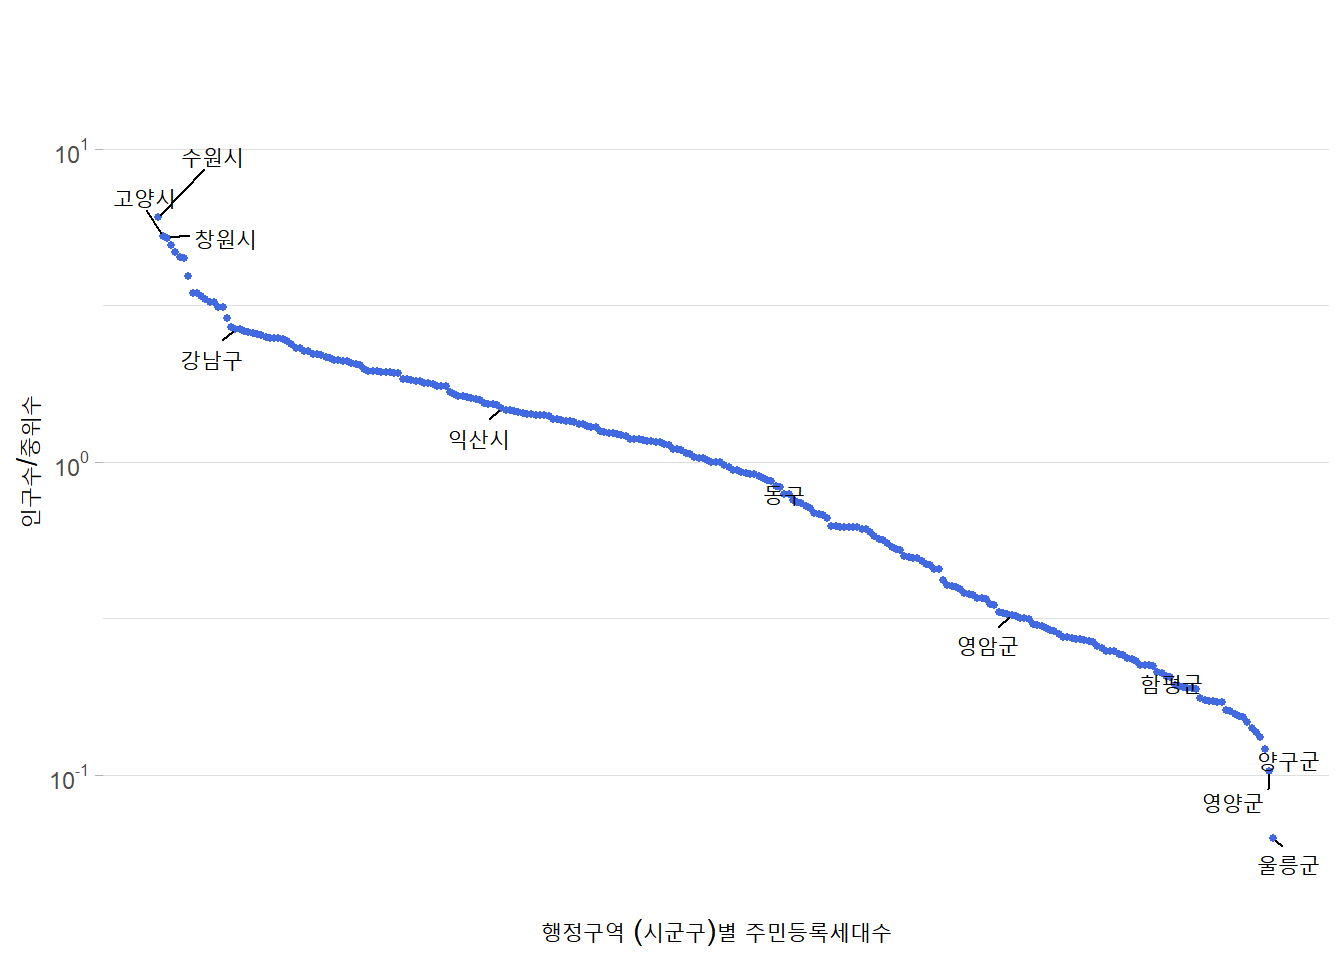 10¹
수원시
고양시
창원시
강남구
인구수/중위수
익산시
10⁰
동구
영암군
함평군
양구군
10⁻¹
영양군
울릉군
행정구역 (시군구)별 주민등록세대수